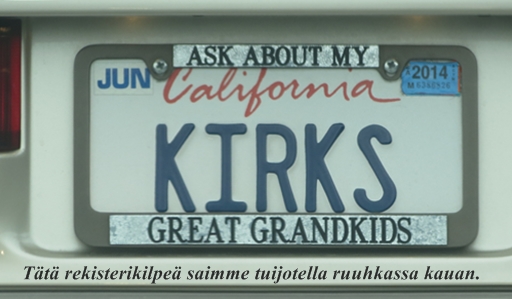 ASK ABOUT MY
JUN California 2014
KIRKS
GREAT GRANDKIDS
Tätä rekisterikilpeä saimme tuijotella ruuhkassa kauan.